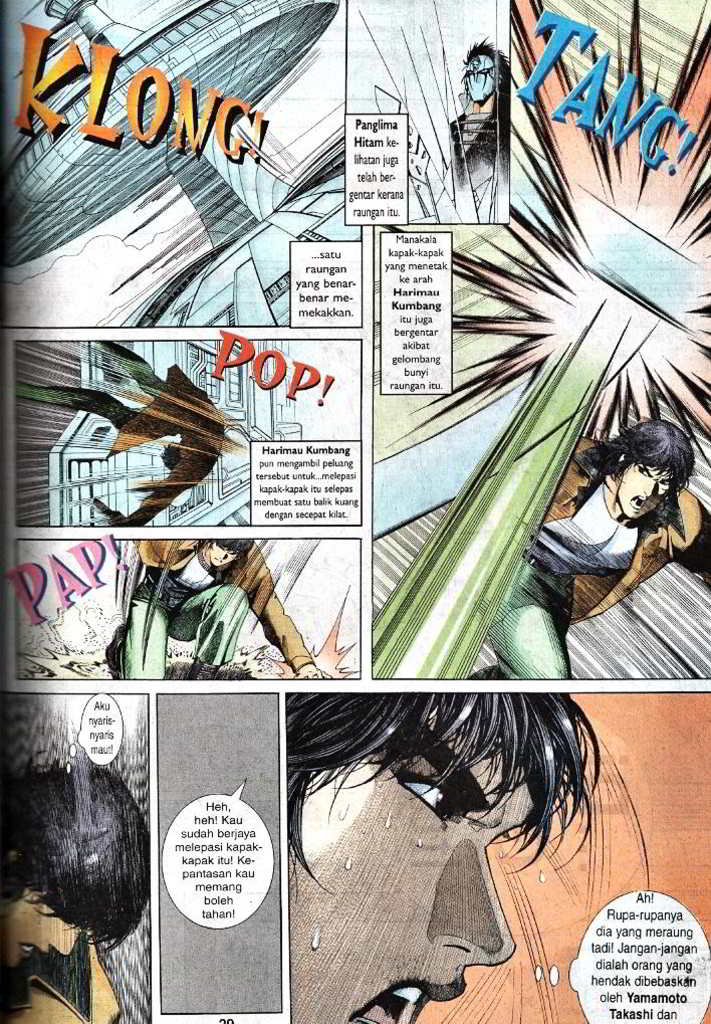 KLONG!
Panglima
Hitam ke-
lihatan juga
telah ber-
gentar kerana
raungan itu.
TANG!
...satu
raungan
yang benar-
benar me-
mekakkan.
Manakala
kapak-kapak
yang menetak
ke arah
Harimau
Kumbang
itu juga
bergentar
akibat
gelombang
bunyi
raungan itu.
POP!
Harimau Kumbang
pun mengambil peluang
tersebut untuk...melepasi
kapak-kapak itu selepas
membuat satu balik kuang
dengan secepat kilat.
PAP!
Aku
nyaris-
nyaris
maut!
Heh,
heh! Kau
sudah berjaya
melepasi kapak-
kapak itu! Ke-
pantasan kau
memang
boleh
tahan!
Ah!
Rupa-rupanya
dia yang meraung
tadi! Jangan-jangan
dialah orang yang
hendak dibebaskan
oleh Yamamoto
Takashi dan